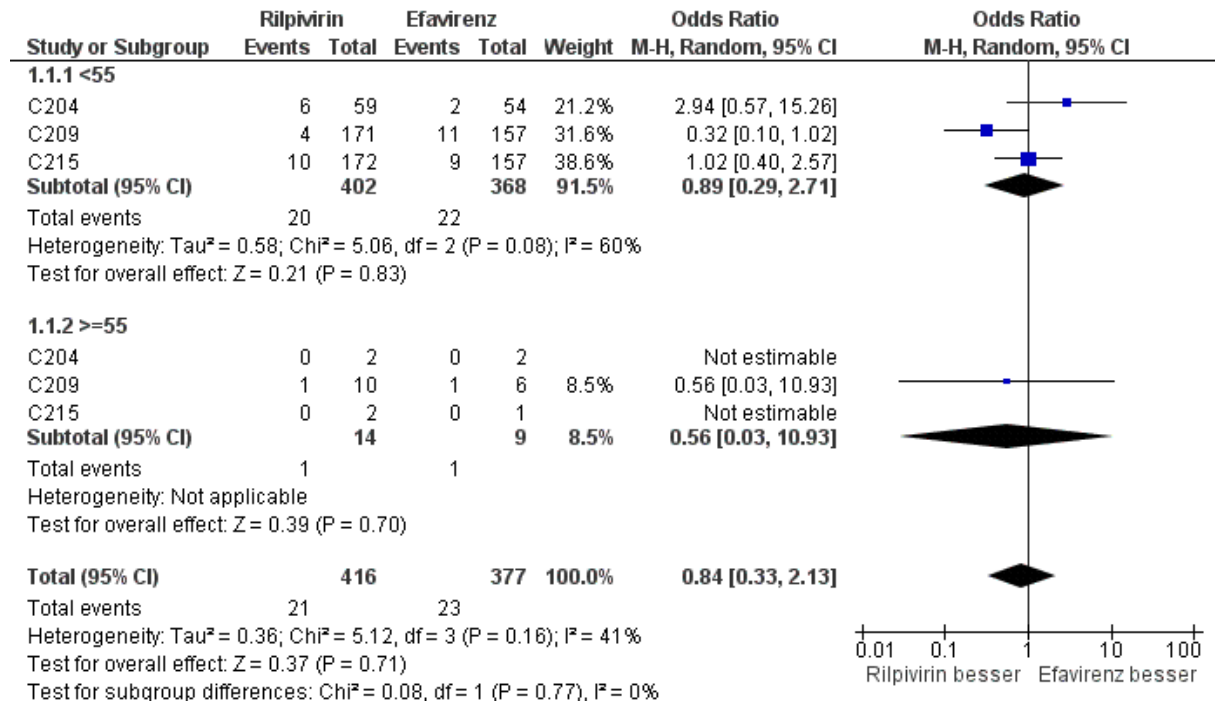 Rilpivirin Efavirenz Odds Ratio Odds Ratio
Study or Subgroup Events Total Events Total Weight M-H, Random, 95% CI M-H, Random, 95% CI
1.1.1 <55
C204 6 59 2 54 21.2% 2.94 [0.57, 15.26]
C209 4 171 11 157 31.6% 0.32 [0.10, 1.02]
C215 10 172 9 157 38.6% 1.02 [0.40, 2.57]
Subtotal (95% CI) 402 368 91.5% 0.89 [0.29, 2.71]
Total events 20 22
Heterogeneity: Tau² = 0.58; Chi² = 5.06, df = 2 (P = 0.08); I² = 60%
Test for overall effect: Z = 0.21 (P = 0.83)
1.1.2 >=55
C204 0 2 0 2 Not estimable
C209 1 10 1 6 8.5% 0.56 [0.03, 10.93]
C215 0 2 0 1 Not estimable
Subtotal (95% CI) 14 9 8.5% 0.56 [0.03, 10.93]
Total events 1 1
Heterogeneity: Not applicable
Test for overall effect: Z = 0.39 (P = 0.70)
Total (95% CI) 416 377 100.0% 0.84 [0.33, 2.13]
Total events 21 23
Heterogeneity: Tau² = 0.36; Chi² = 5.12, df = 3 (P = 0.16); I² = 41%
Test for overall effect: Z = 0.37 (P = 0.71)
Test for subgroup differences: Chi² = 0.08, df = 1 (P = 0.77), I² = 0%
0.01 0.1 1 10 100
Rilpivirin besser Efavirenz besser